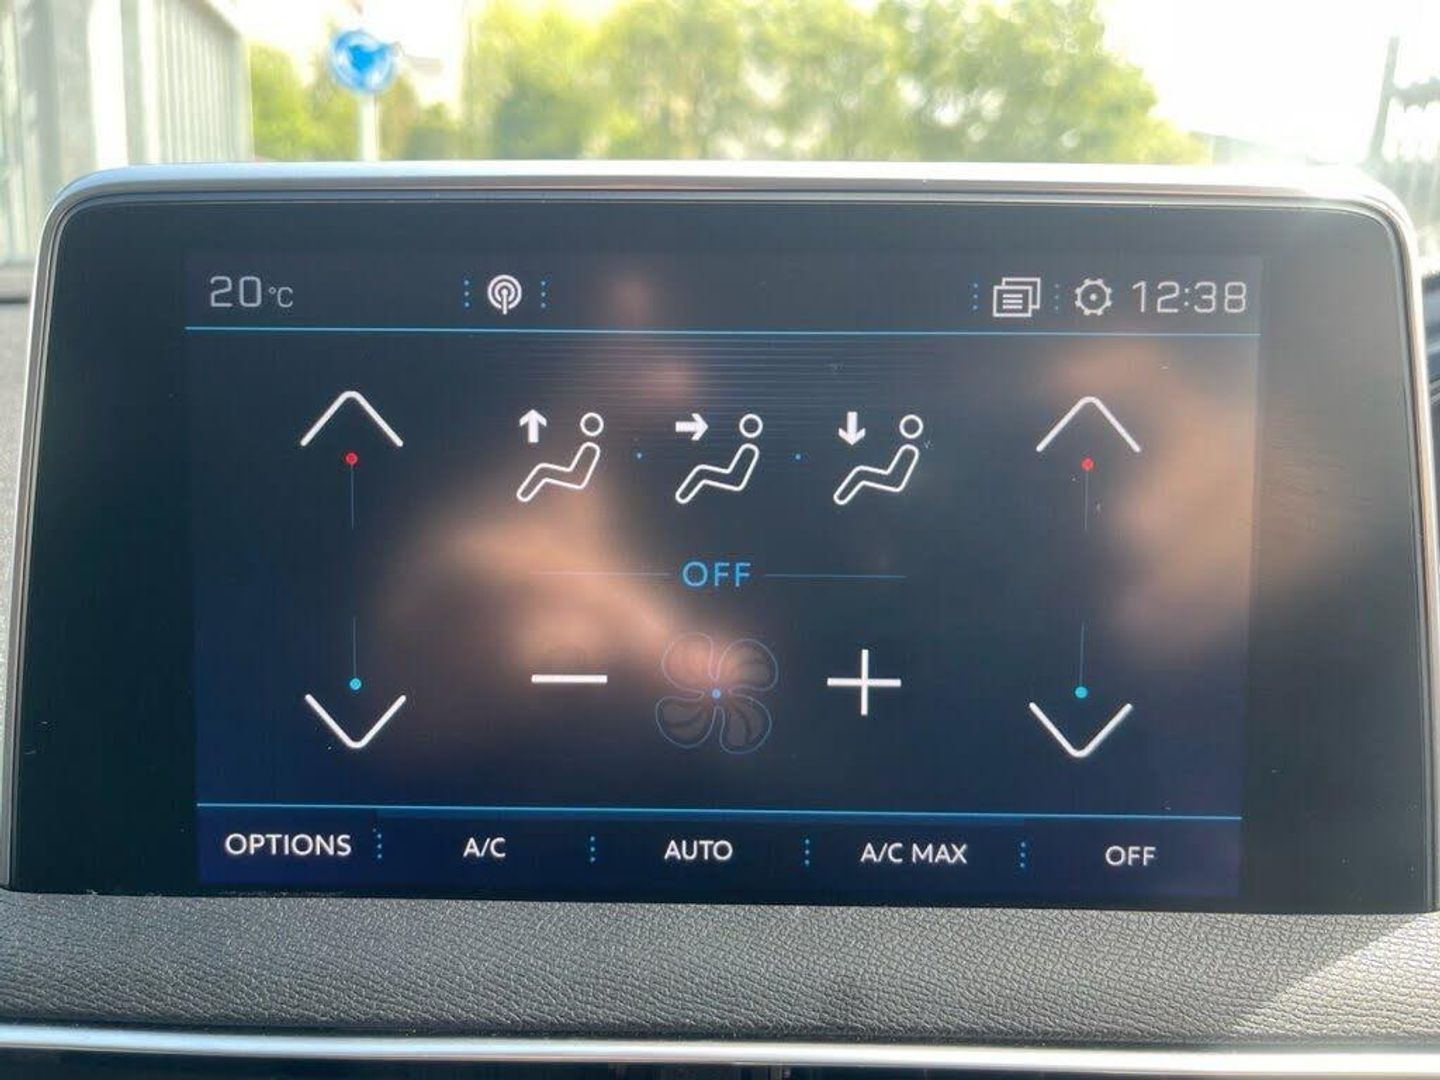 20°C 12:38
OFF
OPTIONS A/C AUTO A/C MAX OFF